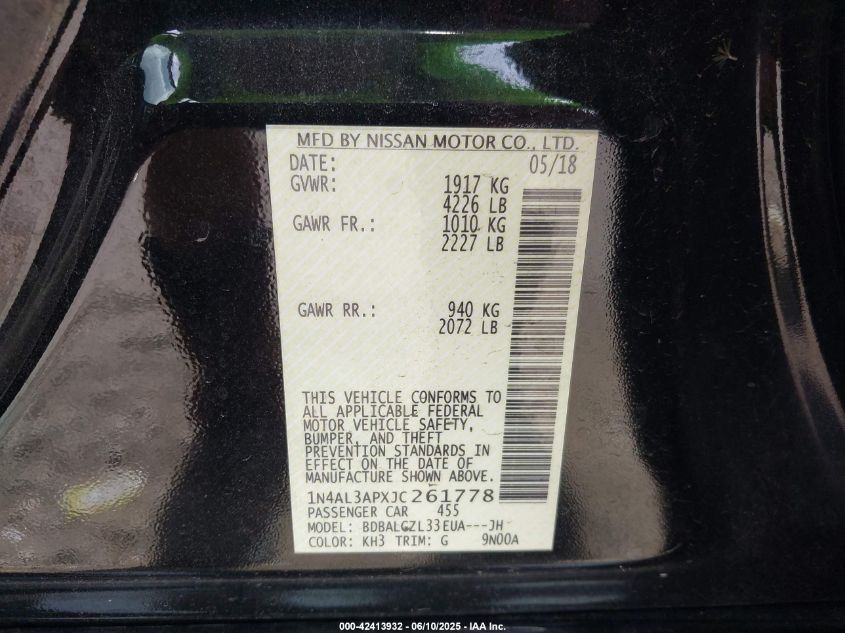 MFD BY NISSAN MOTOR CO., LTD.
DATE: 05/18
GVWR: 1917 KG
4226 LB
GAWR FR.: 1010 KG
2227 LB
GAWR RR.: 940 KG
2072 LB
THIS VEHICLE CONFORMS TO
ALL APPLICABLE FEDERAL
MOTOR VEHICLE SAFETY,
BUMPER, AND THEFT
PREVENTION STANDARDS IN
EFFECT ON THE DATE OF
MANUFACTURE SHOWN ABOVE.
1N4AL3APXJC261778
PASSENGER CAR 455
MODEL: BDBALGZL33EUA---JH
COLOR: KH3 TRIM: G 9N00A
000-42413932 - 06/10/2025 - IAA Inc.